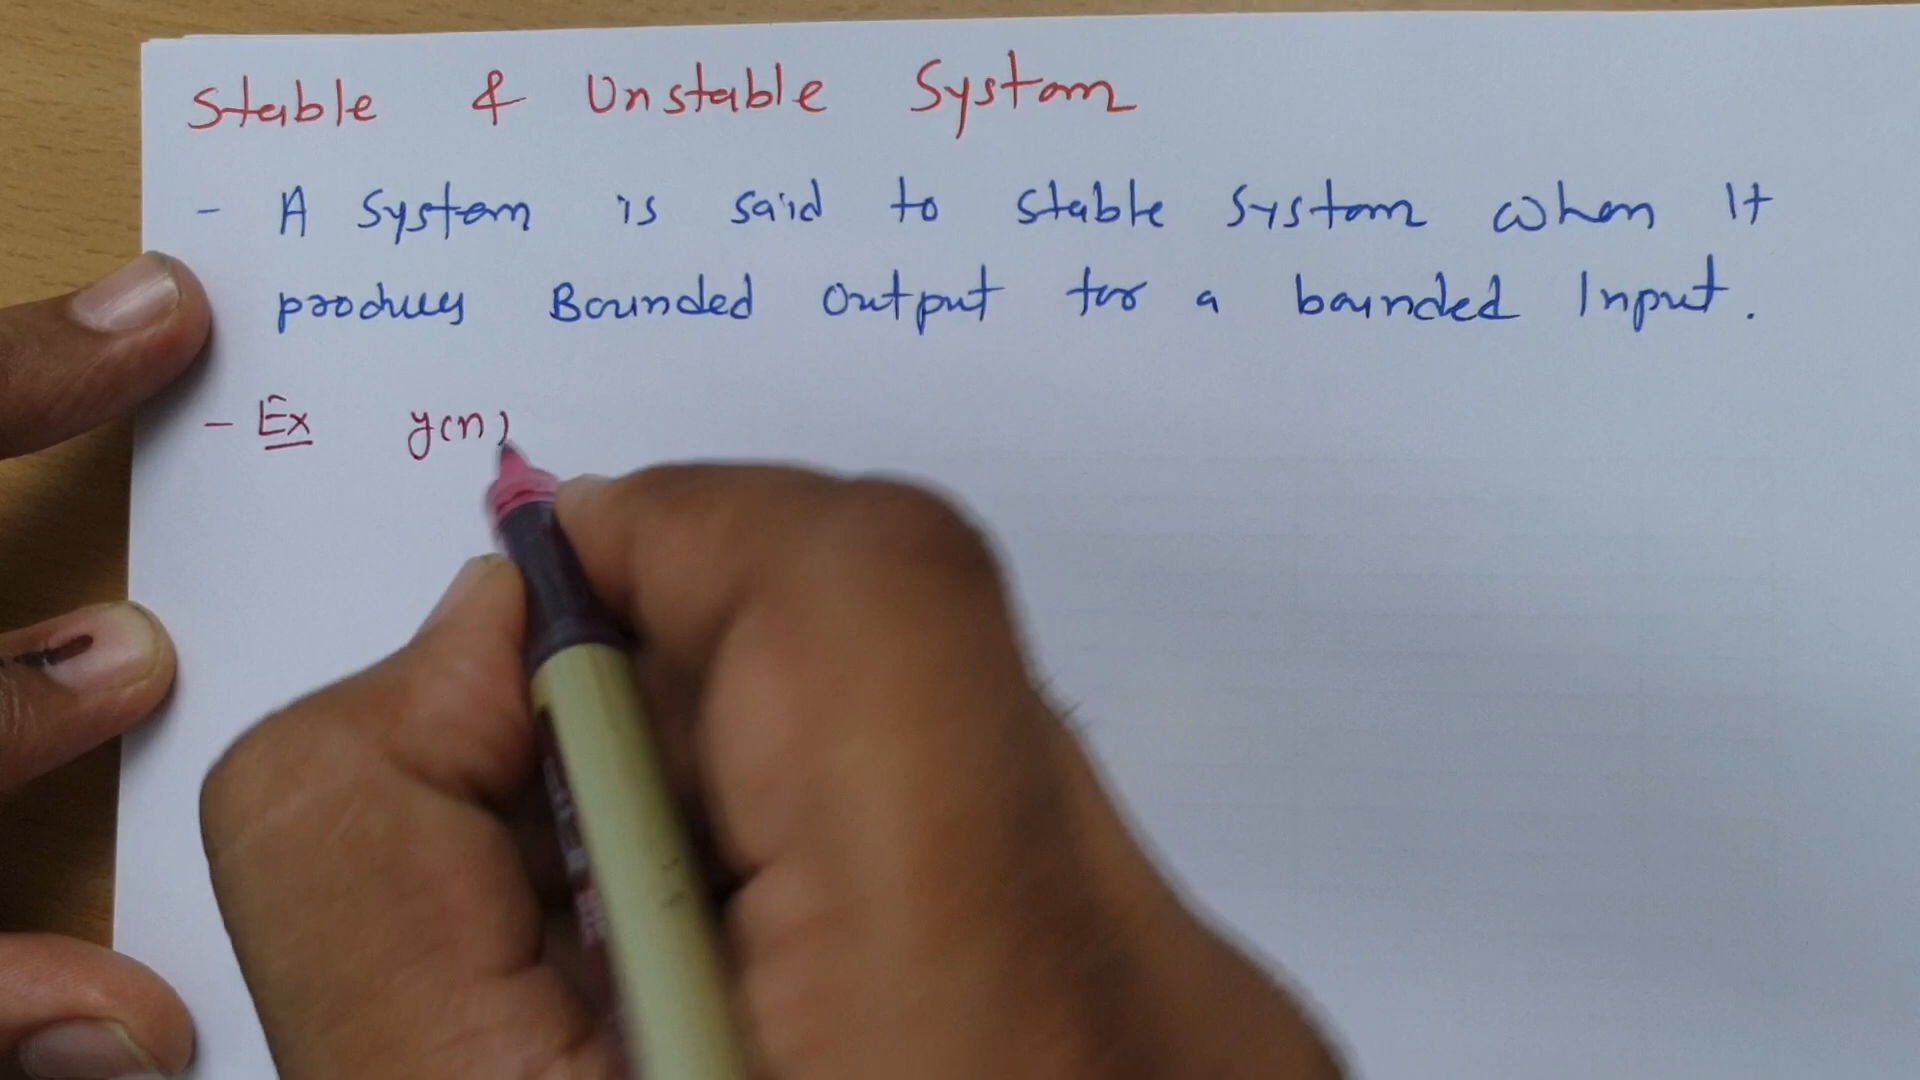 Stable & Unstable System
- A System is said to stable system when It
produces Bounded Output for a bounded Input.
- Ex y(n)